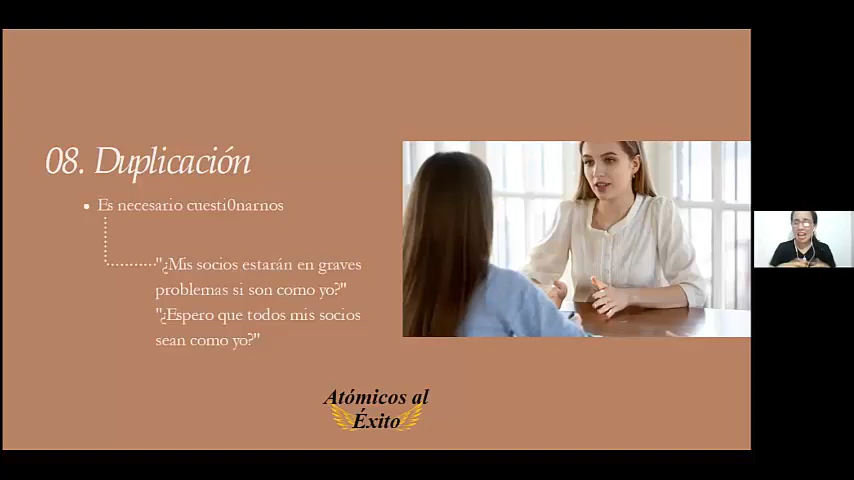 08. Duplicación
Es necesario cuesti0narnos
"¿Mis socios estarán en graves
problemas si son como yo?"
"¿Espero que todos mis socios
sean como yo?"
Atómicos al
Éxito